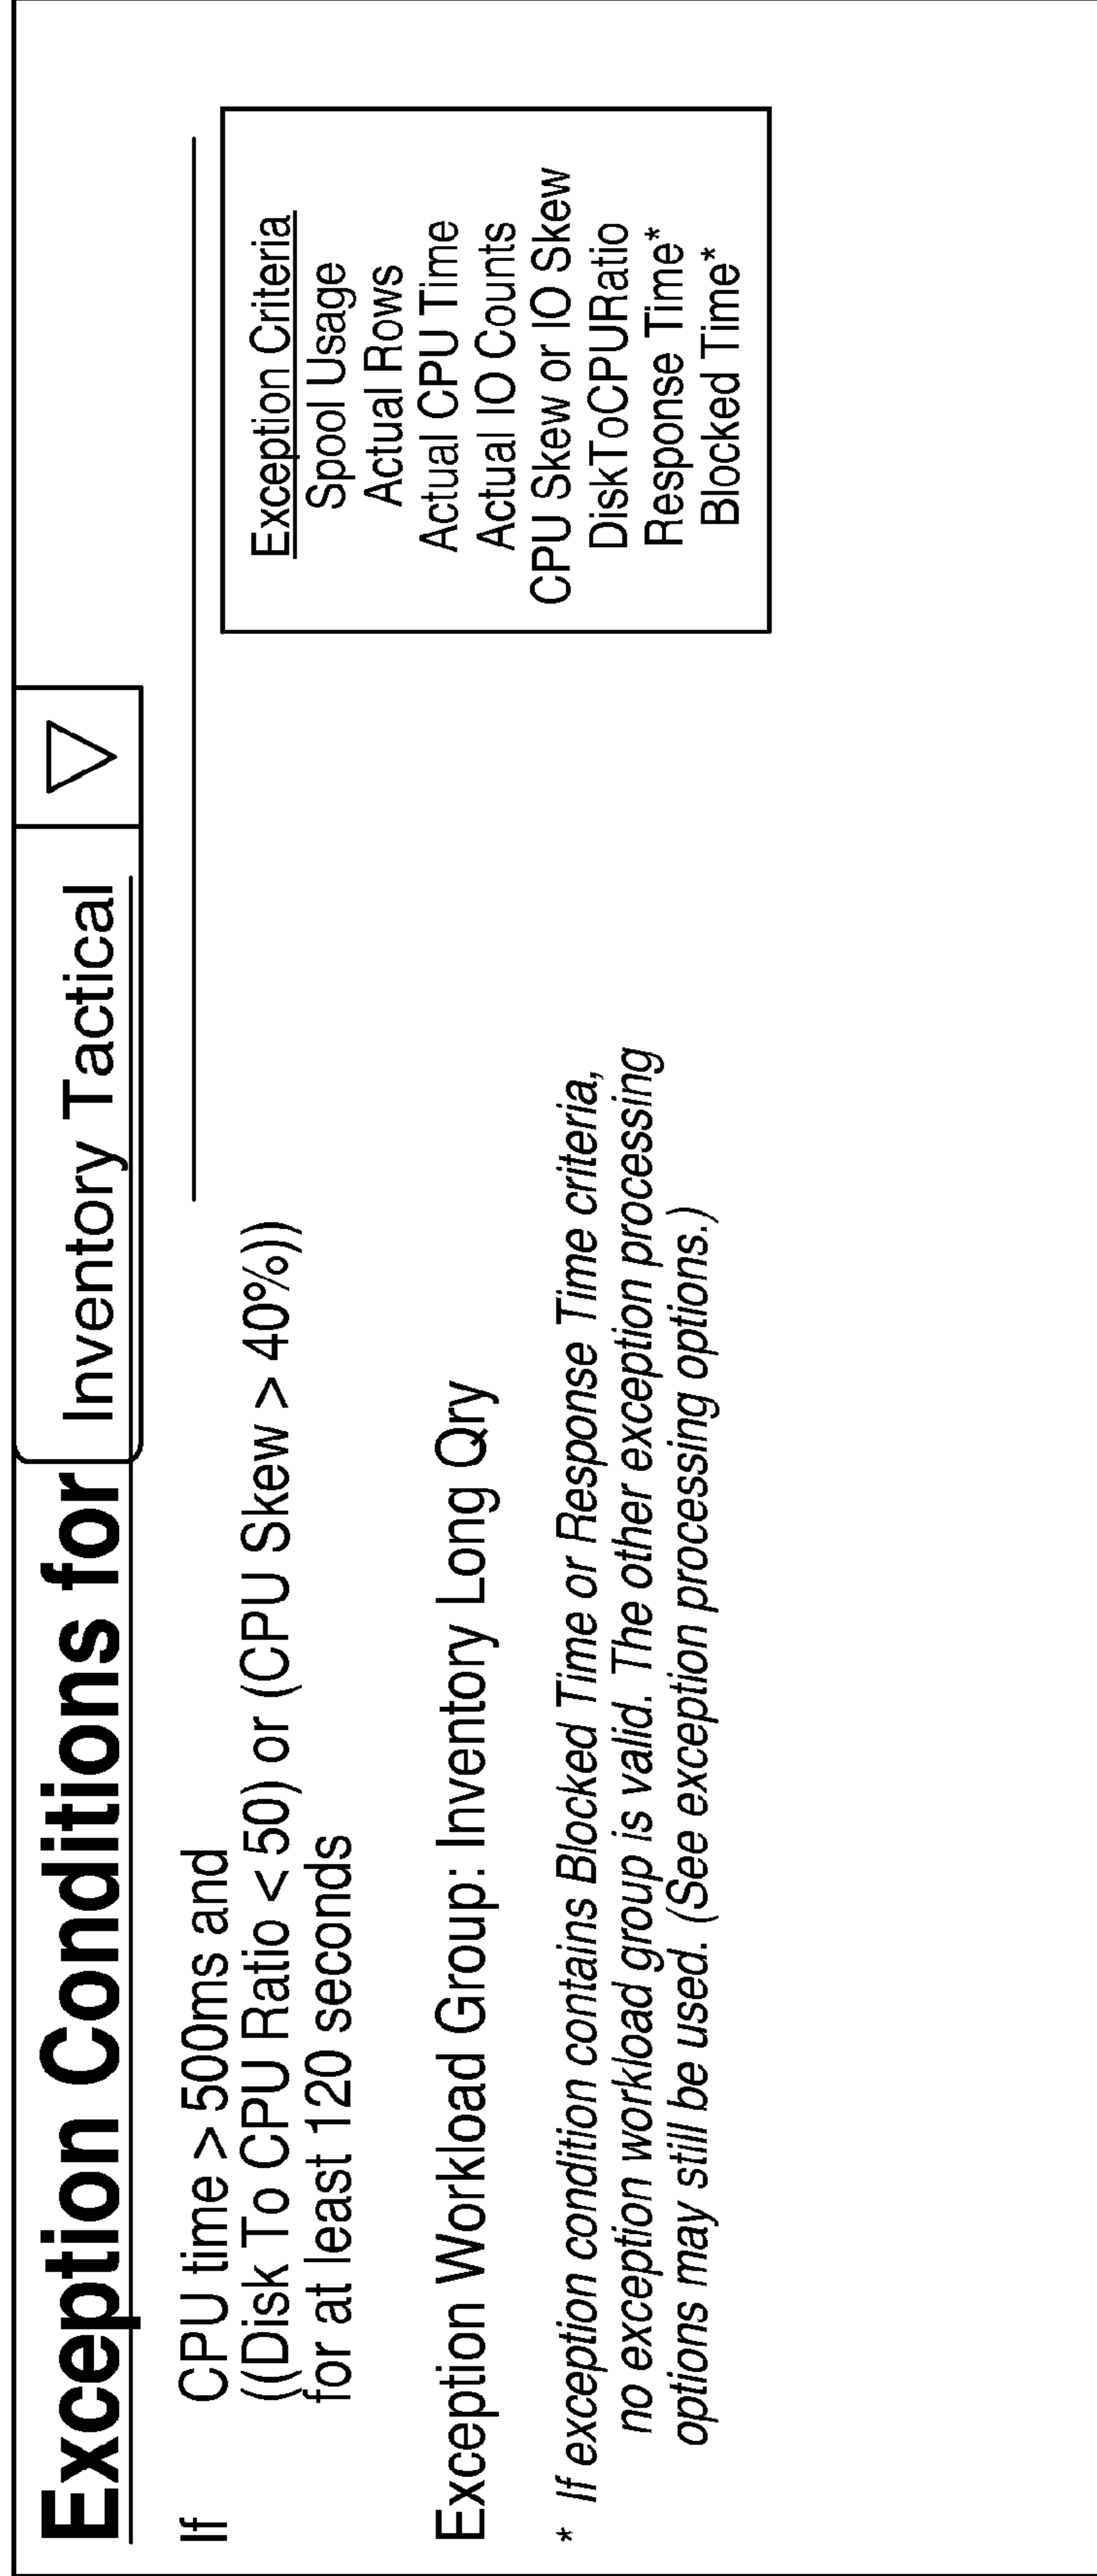 Exception Conditions for Inventory Tactical
If CPU time > 500ms and
((Disk To CPU Ratio < 50) or (CPU Skew > 40%))
for at least 120 seconds
Exception Workload Group: Inventory Long Qry
* If exception condition contains Blocked Time or Response Time criteria,
no exception workload group is valid. The other exception processing
options may still be used. (See exception processing options.)
Exception Criteria
Spool Usage
Actual Rows
Actual CPU Time
Actual IO Counts
CPU Skew or IO Skew
DiskToCPURatio
Response Time*
Blocked Time*